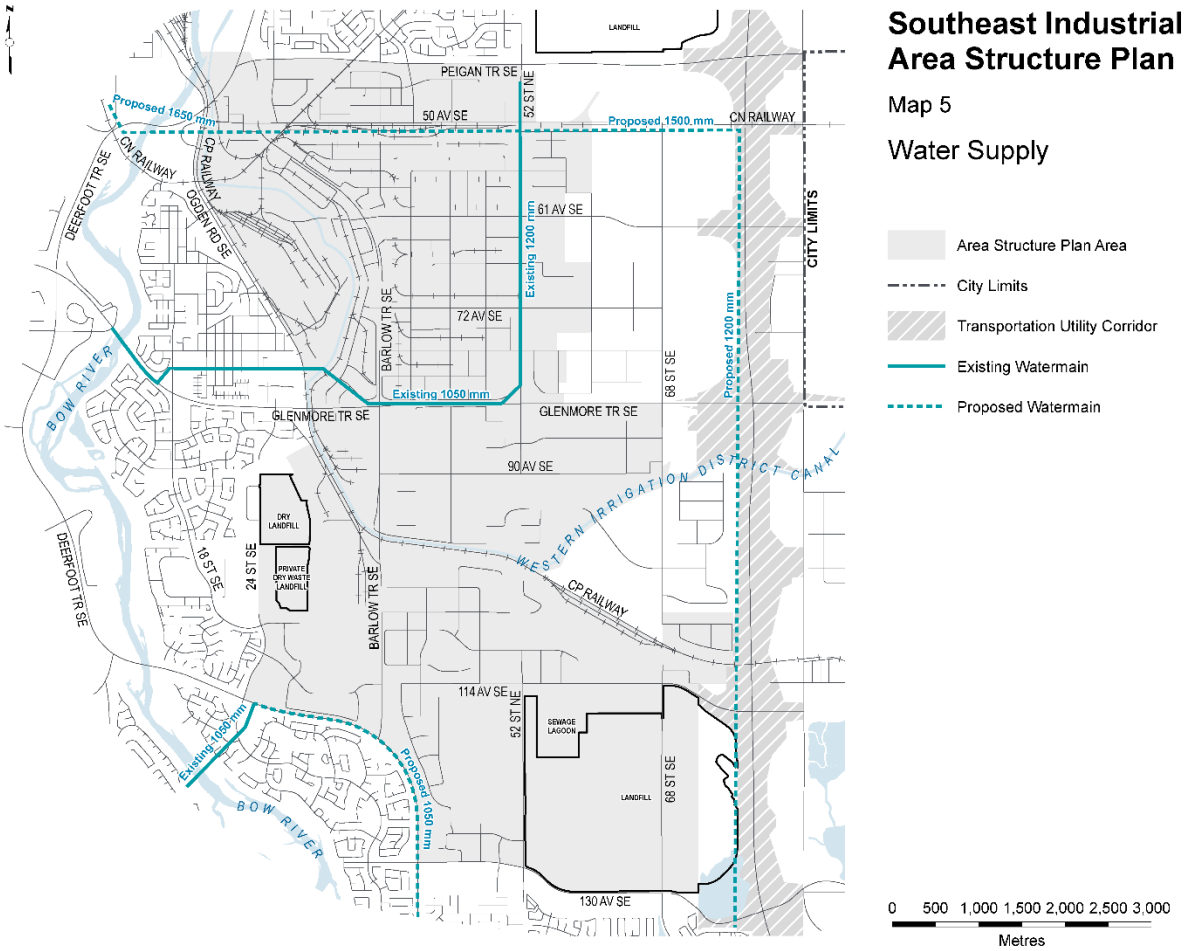 N
Southeast Industrial
Area Structure Plan
Map 5
Water Supply
Area Structure Plan Area
City Limits
Transportation Utility Corridor
Existing Watermain
Proposed Watermain
LANDFILL
PEIGAN TR SE
52 ST NE
Proposed 1650 mm
50 AV SE
Proposed 1500 mm
CN RAILWAY
CN RAILWAY
CP RAILWAY
DEERFOOT TR SE
OGDEN RD SE
61 AV SE
CITY LIMITS
Existing 1200 mm
BARLOW TR SE
72 AV SE
68 ST SE
Proposed 1200 mm
BOW RIVER
Existing 1050 mm
GLENMORE TR SE
GLENMORE TR SE
90 AV SE
WESTERN IRRIGATION DISTRICT CANAL
DRY
LANDFILL
24 ST SE
18 ST SE
PRIVATE
DRY WASTE
LANDFILL
DEERFOOT TR SE
BARLOW TR SE
CP RAILWAY
114 AV SE
52 ST NE
SEWAGE
LAGOON
Existing 1050 mm
Proposed 1050 mm
LANDFILL
68 ST SE
BOW RIVER
130 AV SE
0 500 1,000 1,500 2,000 2,500 3,000
Metres